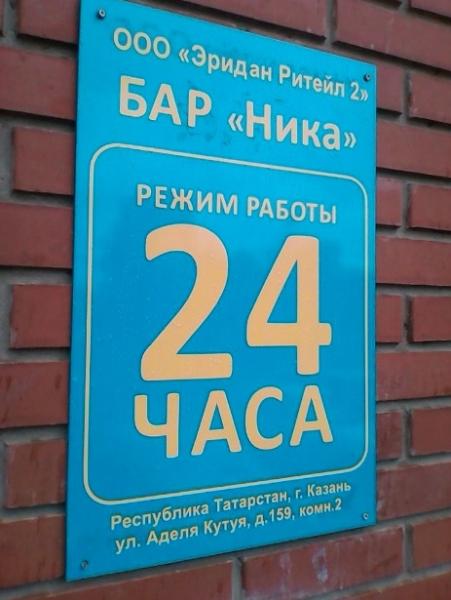 ООО «Эридан Ритейл 2»
БАР «Ника»
РЕЖИМ РАБОТЫ
24
ЧАСА
Республика Татарстан, г. Казань
ул. Аделя Кутуя, д.159, комн.2